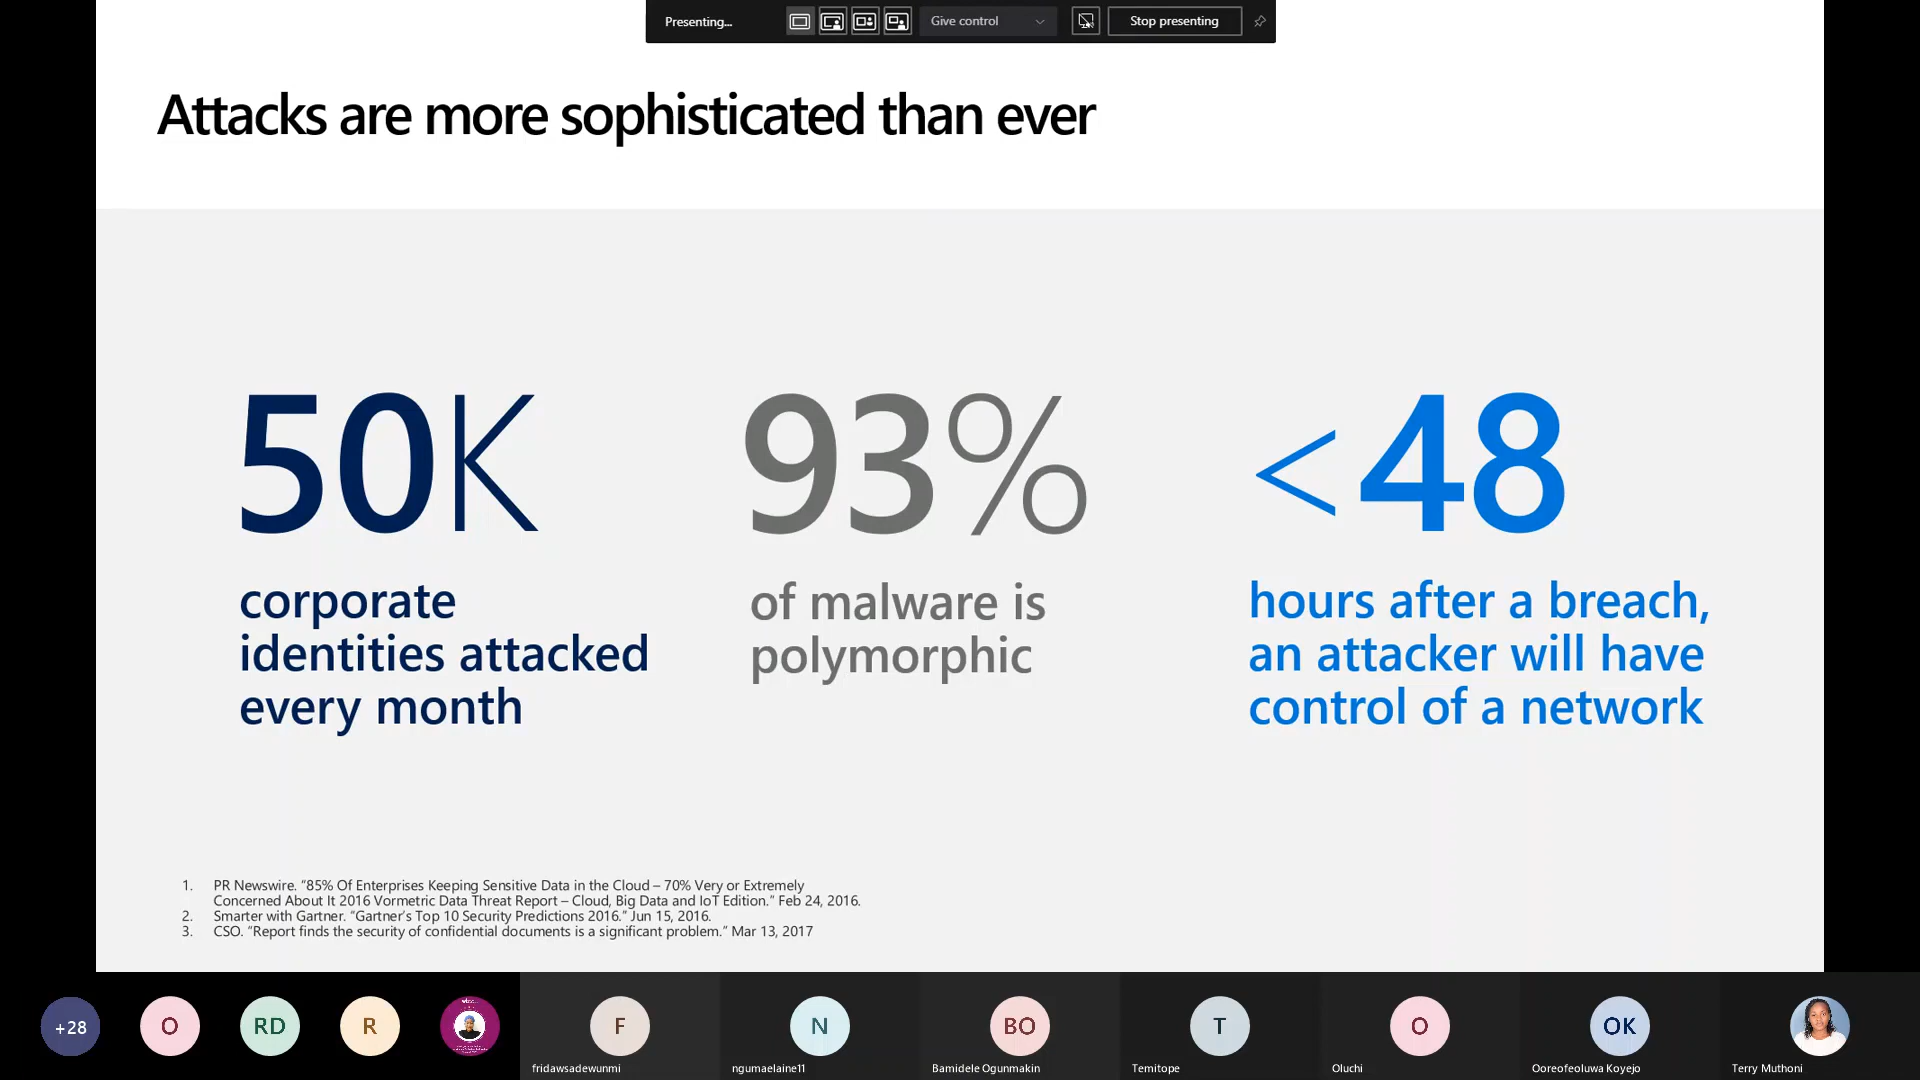 Presenting...
Give control
Stop presenting
Attacks are more sophisticated than ever
50K
corporate
identities attacked
every month
93%
of malware is
polymorphic
<48
hours after a breach,
an attacker will have
control of a network
1. PR Newswire. “85% Of Enterprises Keeping Sensitive Data in the Cloud – 70% Very or Extremely
Concerned About It 2016 Vormetric Data Threat Report – Cloud, Big Data and IoT Edition.” Feb 24, 2016.
2. Smarter with Gartner. “Gartner’s Top 10 Security Predictions 2016.” Jun 15, 2016.
3. CSO. “Report finds the security of confidential documents is a significant problem.” Mar 13, 2017
+28
O
RD
R
F
fridawsadewunmi
N
ngumaelaine11
BO
Bamidele Ogunmakin
T
Temitope
O
Oluchi
OK
Ooreofeoluwa Koyejo
Terry Muthoni